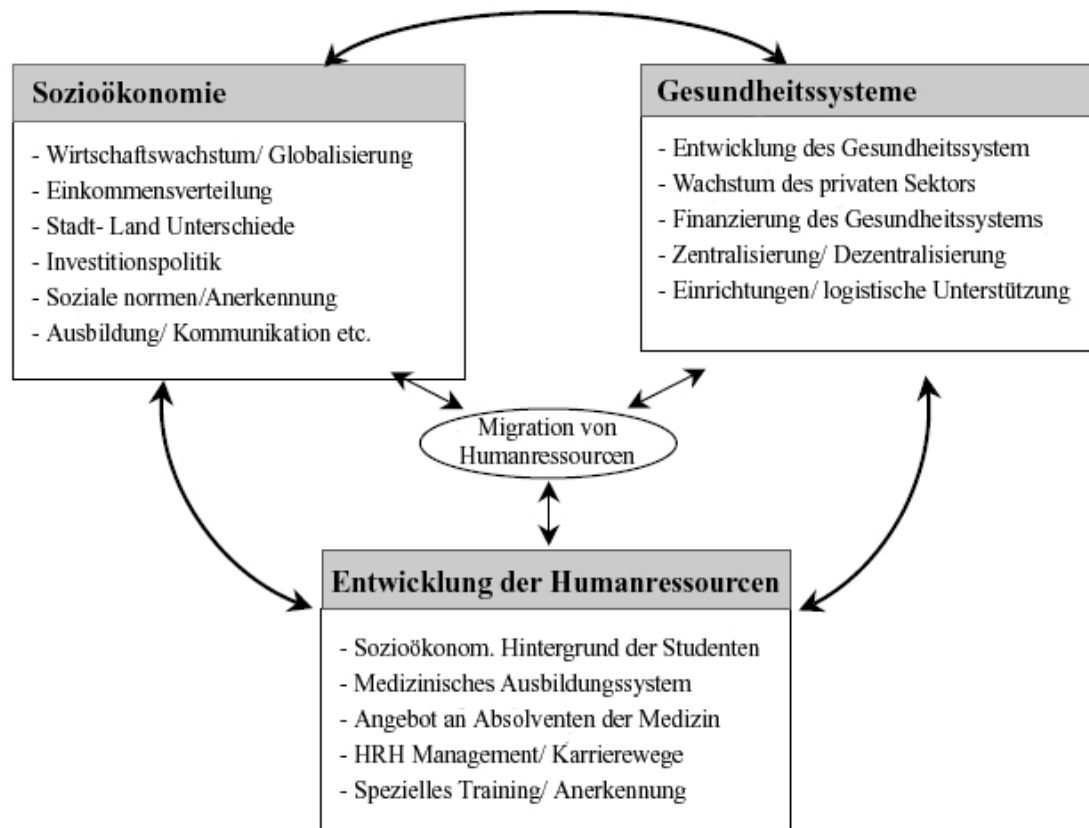 Sozioökonomie
- Wirtschaftswachstum/ Globalisierung
- Einkommensverteilung
- Stadt- Land Unterschiede
- Investitionspolitik
- Soziale normen/Anerkennung
- Ausbildung/ Kommunikation etc.
Gesundheitssysteme
- Entwicklung des Gesundheitssystem
- Wachstum des privaten Sektors
- Finanzierung des Gesundheitssystems
- Zentralisierung/ Dezentralisierung
- Einrichtungen/ logistische Unterstützung
Migration von
Humanressourcen
Entwicklung der Humanressourcen
- Sozioökonom. Hintergrund der Studenten
- Medizinisches Ausbildungssystem
- Angebot an Absolventen der Medizin
- HRH Management/ Karrierewege
- Spezielles Training/ Anerkennung